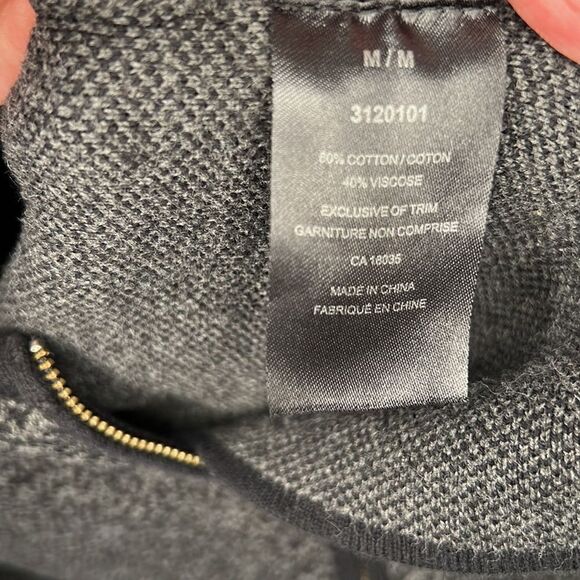 M / M
3120101
60% COTTON / COTON
40% VISCOSE
EXCLUSIVE OF TRIM
GARNITURE NON COMPRISE
CA 16035
MADE IN CHINA
FABRIQUÉ EN CHINE